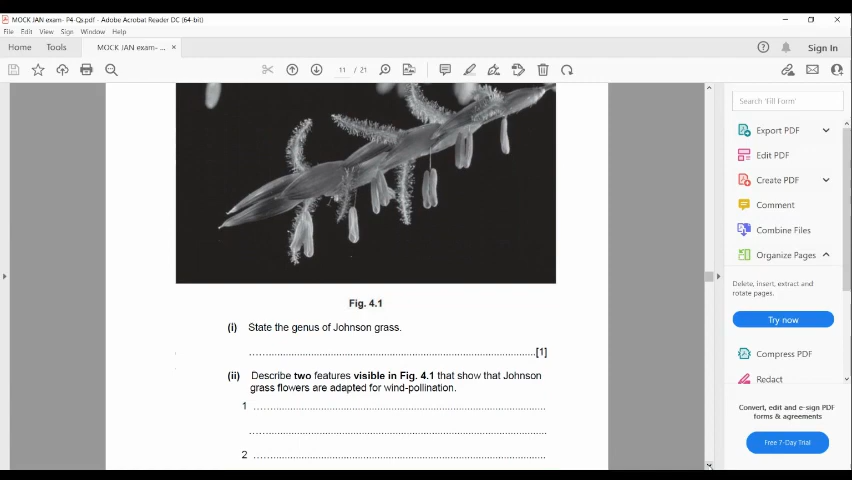 MOCK JAN exam- P4-Qs.pdf - Adobe Acrobat Reader DC (64-bit)
File Edit View Sign Window Help
Home Tools MOCK JAN exam- P4-... × Sign In
11 / 21
Search 'Fill Form'
Export PDF
Edit PDF
Create PDF
Comment
Combine Files
Organize Pages
Delete, insert, extract and
rotate pages.
Try now
Compress PDF
Redact
Convert, edit and e-sign PDF
forms & agreements
Free 7-Day Trial
Fig. 4.1
(i) State the genus of Johnson grass.
[1]
(ii) Describe two features visible in Fig. 4.1 that show that Johnson
grass flowers are adapted for wind-pollination.
1
2